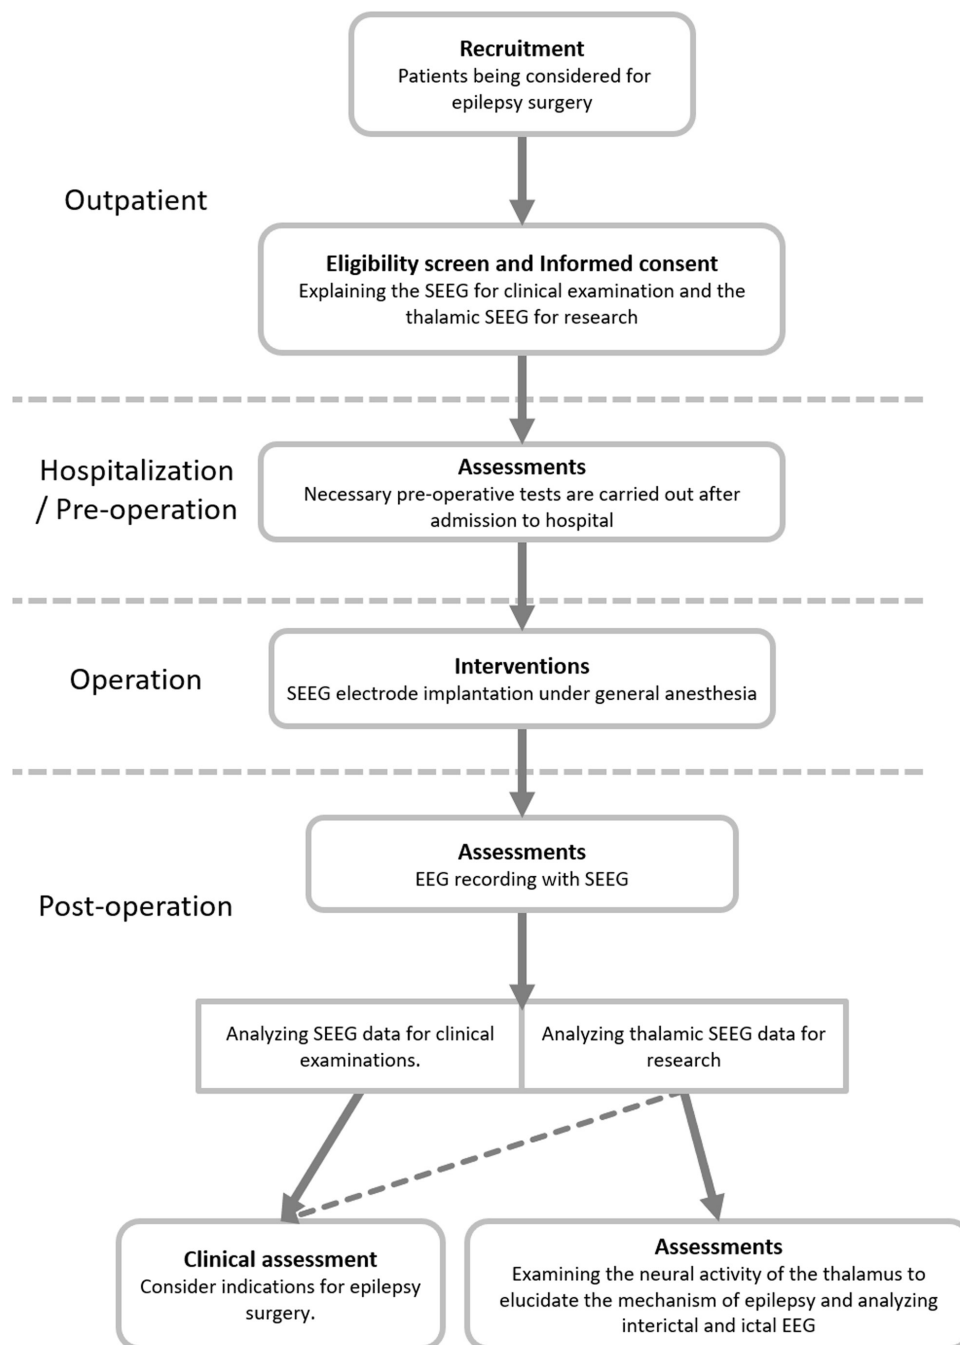 Recruitment
Patients being considered for
epilepsy surgery
Outpatient
Eligibility screen and Informed consent
Explaining the SEEG for clinical examination and the
thalamic SEEG for research
Hospitalization
/ Pre-operation
Assessments
Necessary pre-operative tests are carried out after
admission to hospital
Operation
Interventions
SEEG electrode implantation under general anesthesia
Assessments
EEG recording with SEEG
Post-operation
Analyzing SEEG data for clinical
examinations.
Analyzing thalamic SEEG data for
research
Clinical assessment
Consider indications for epilepsy
surgery.
Assessments
Examining the neural activity of the thalamus to
elucidate the mechanism of epilepsy and analyzing
interictal and ictal EEG